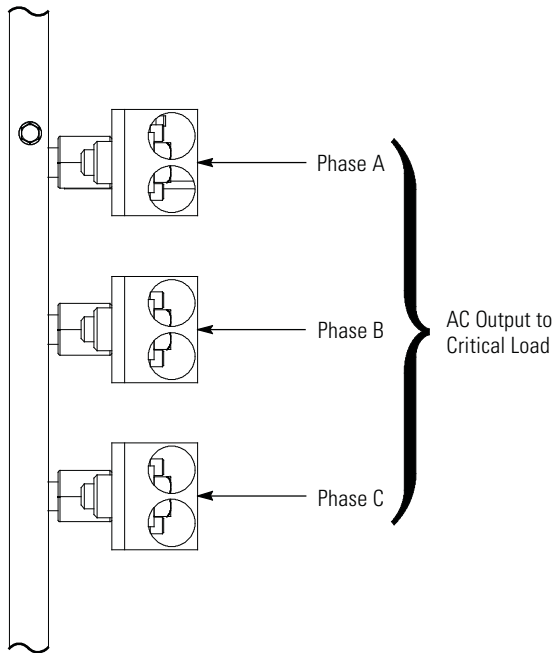 Phase A
Phase B
AC Output to
Critical Load
Phase C